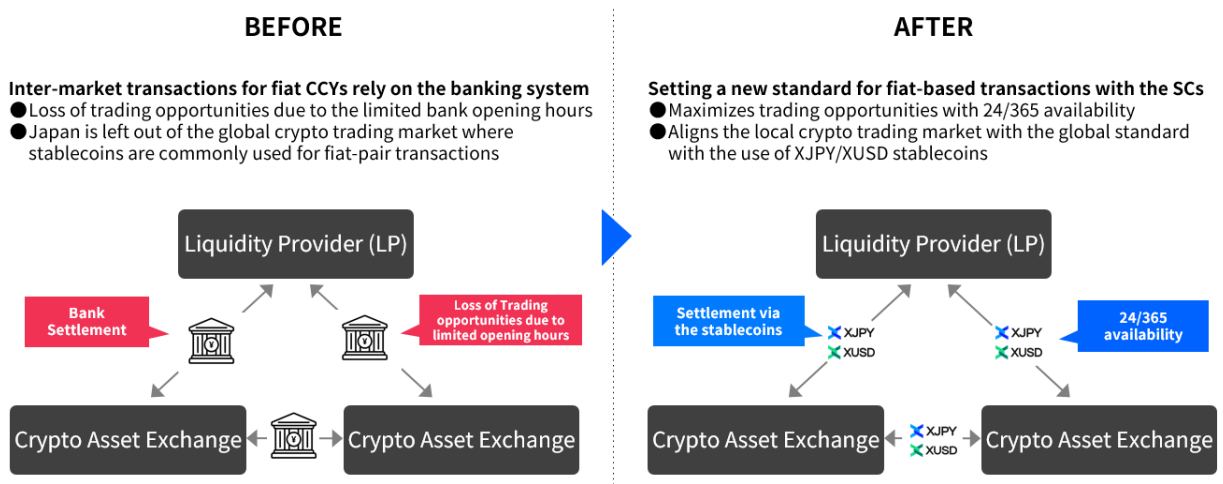 BEFORE
Inter-market transactions for fiat CCYs rely on the banking system
●Loss of trading opportunities due to the limited bank opening hours
●Japan is left out of the global crypto trading market where
stablecoins are commonly used for fiat-pair transactions
Liquidity Provider (LP)
Bank
Settlement
¥
¥
Loss of Trading
opportunities due to
limited opening hours
Crypto Asset Exchange
¥
Crypto Asset Exchange
AFTER
Setting a new standard for fiat-based transactions with the SCs
●Maximizes trading opportunities with 24/365 availability
●Aligns the local crypto trading market with the global standard
with the use of XJPY/XUSD stablecoins
Liquidity Provider (LP)
Settlement via
the stablecoins
XJPY
XUSD
XJPY
XUSD
24/365
availability
Crypto Asset Exchange
XJPY
XUSD
Crypto Asset Exchange